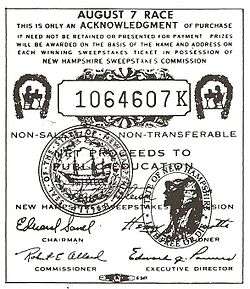 AUGUST 7 RACE
THIS IS ONLY AN ACKNOWLEDGMENT OF PURCHASE
IT NEED NOT BE RETAINED OR PRESENTED FOR PAYMENT PRIZES
WILL BE AWARDED ON THE BASIS OF THE NAME AND ADDRESS ON
EACH WINNING SWEEPSTAKES TICKET IN POSSESSION OF
NEW HAMPSHIRE SWEEPSTAKES COMMISSION
1064607K
NON-SALABLE NON-TRANSFERABLE
NET PROCEEDS TO
PUBLIC EDUCATION
NEW HAMPSHIRE
CHAIRMAN
COMMISSIONER EXECUTIVE DIRECTOR